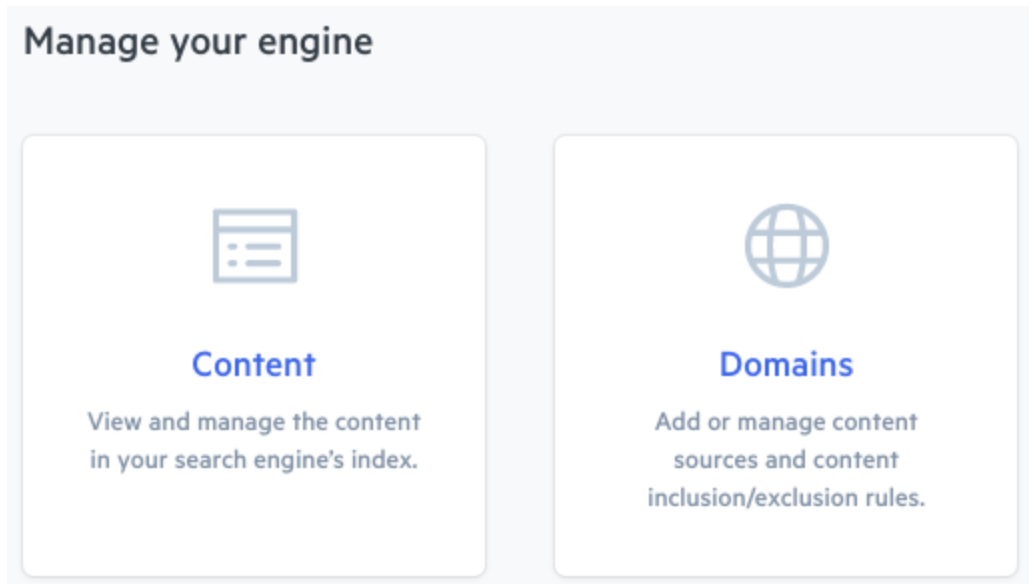 Manage your engine
Content
View and manage the content
in your search engine's index.
Domains
Add or manage content
sources and content
inclusion/exclusion rules.